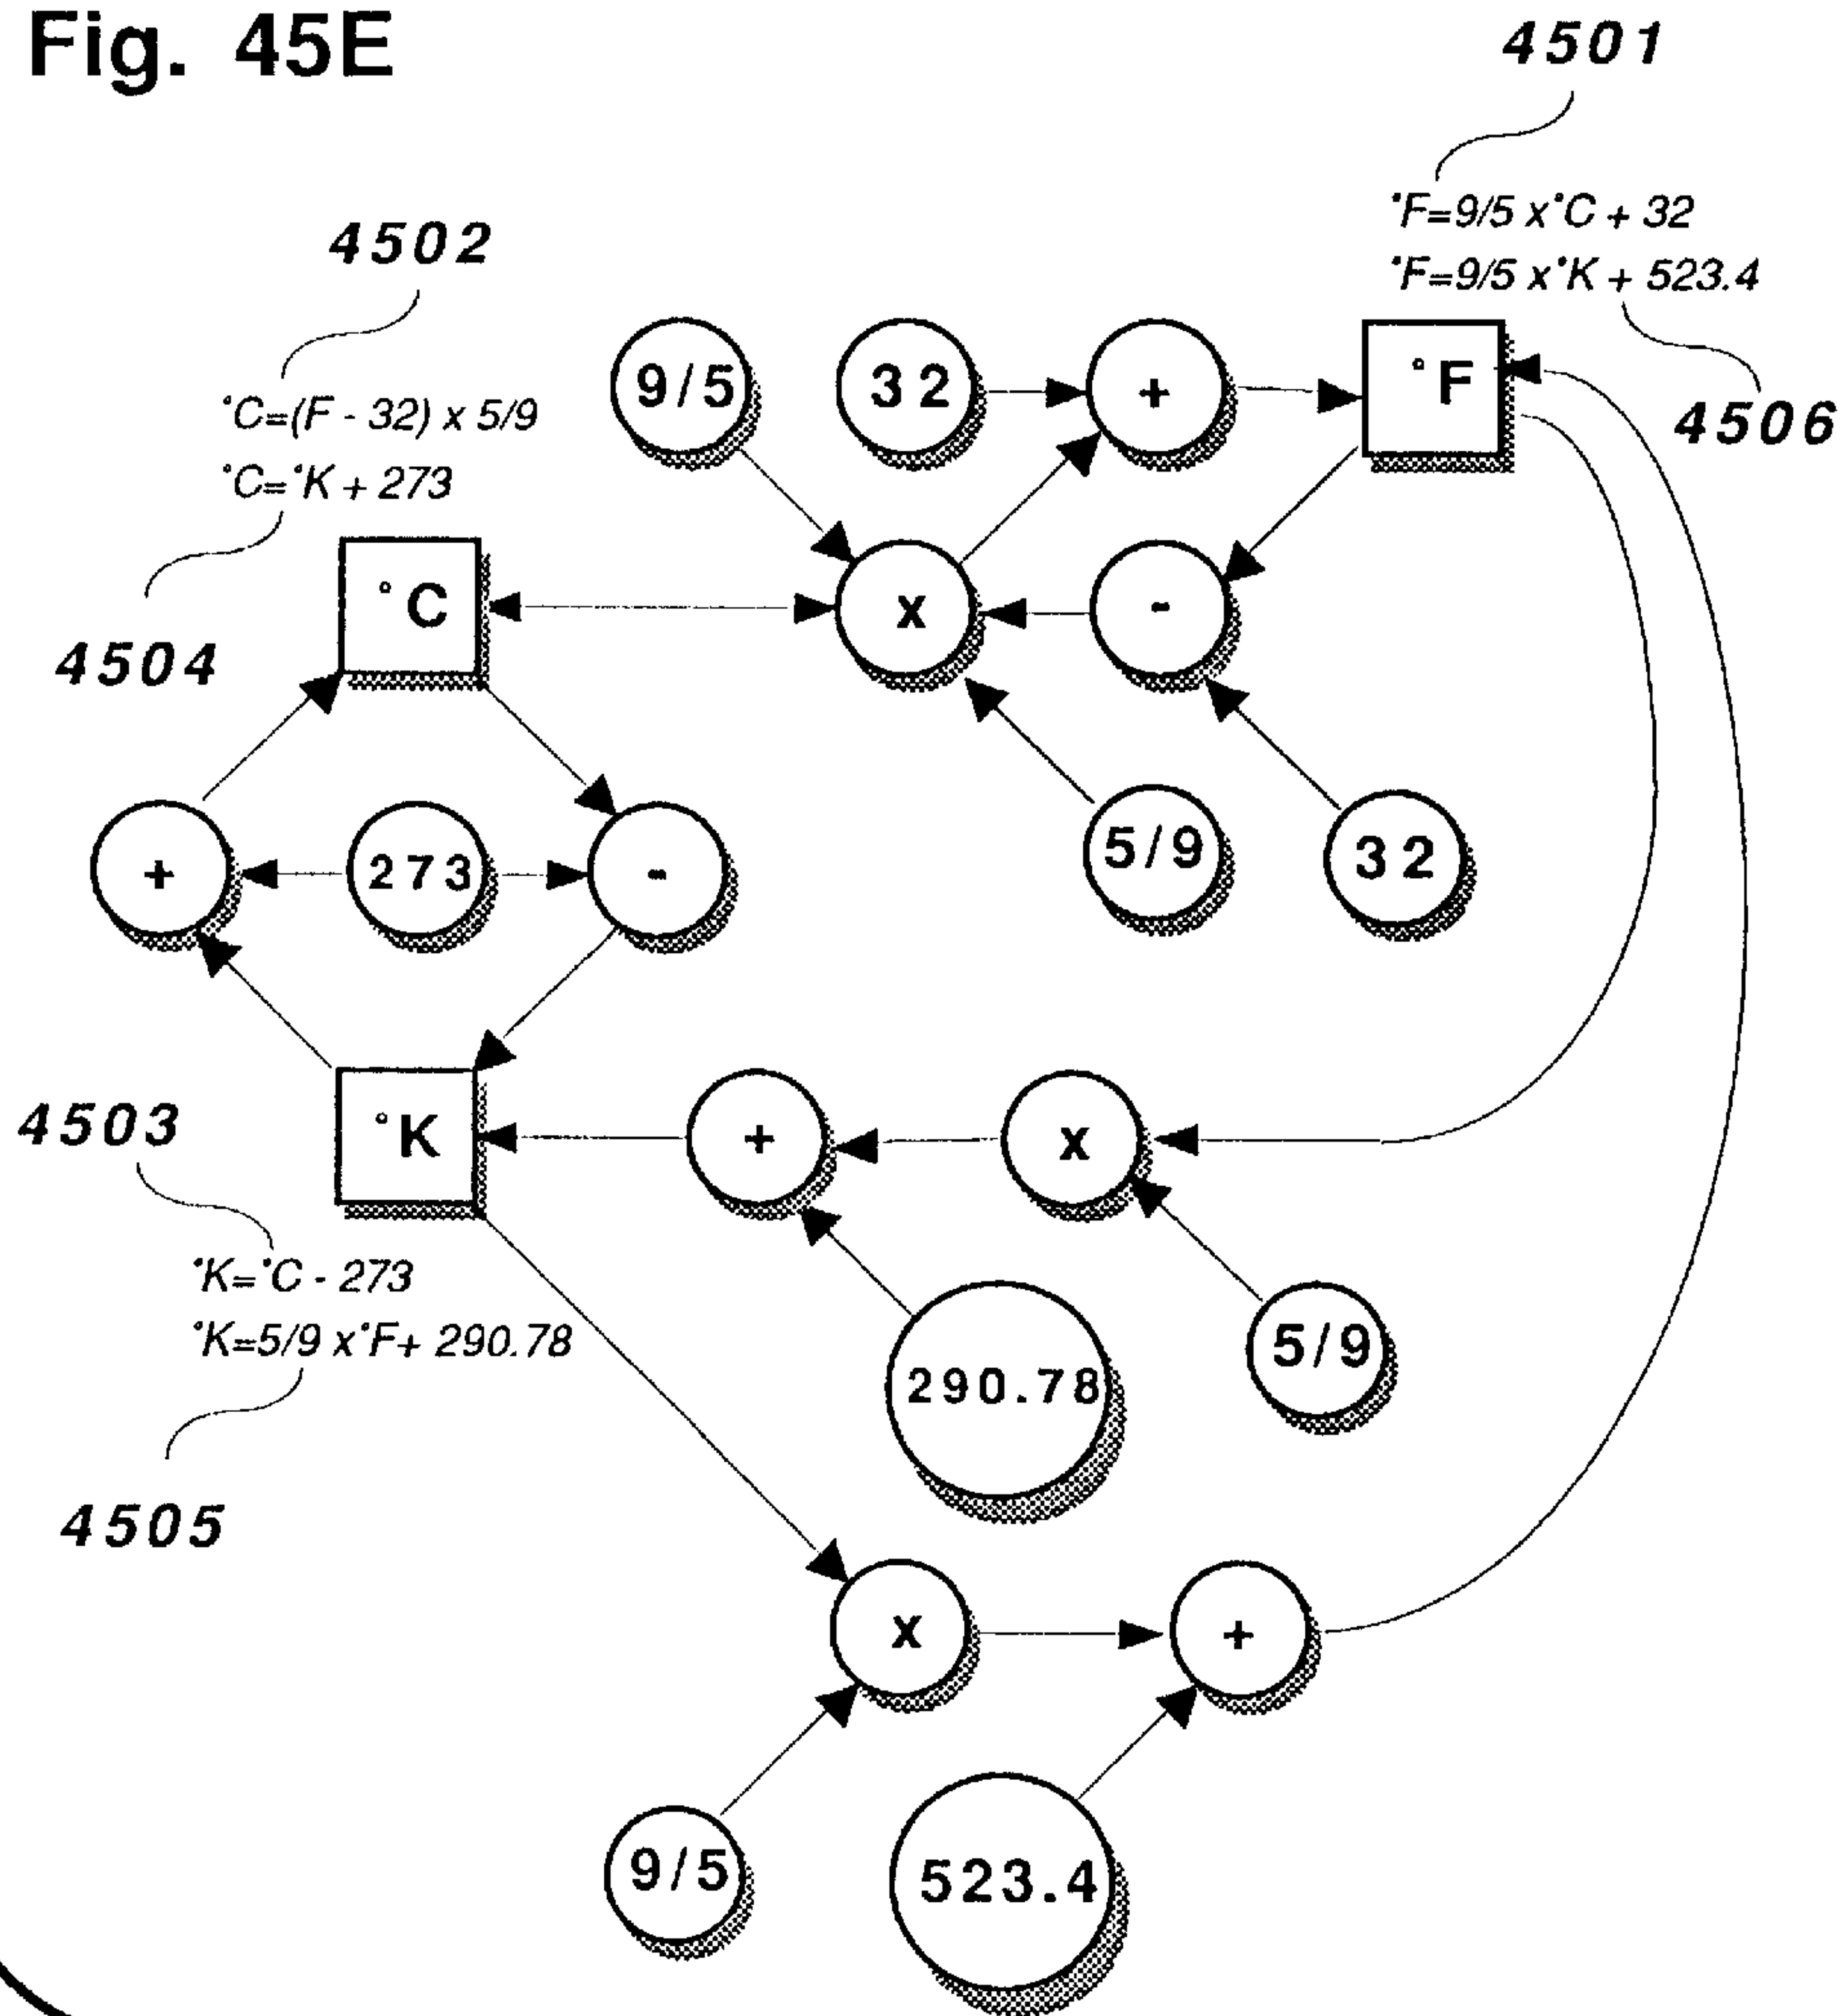 Fig. 45E
4501
°F=9/5 x°C + 32
°F=9/5 x°K + 523.4
4506
4502
°C=(F - 32) x 5/9
°C=°K + 273
4504
9/5
32
+
°F
°C
x
-
+
273
-
5/9
32
4503
°K
+
x
°K=°C - 273
°K=5/9 x°F+ 290.78
4505
290.78
5/9
x
+
9/5
523.4